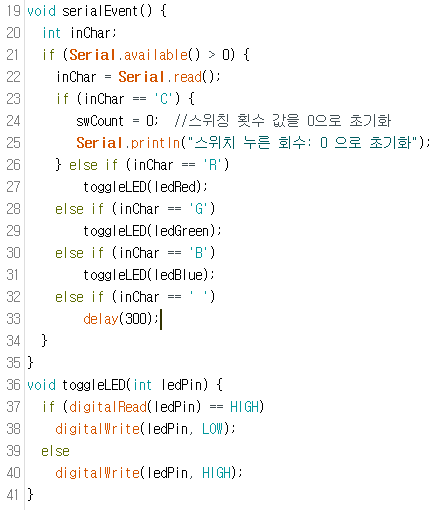 19 void serialEvent() {
20   int inChar;
21   if (Serial.available() > 0) {
22     inChar = Serial.read();
23     if (inChar == 'C') {
24        swCount = 0;  //스위칭 횟수 값을 0으로 초기화
25        Serial.println("스위치 누른 회수: 0 으로 초기화");
26     } else if (inChar == 'R')
27         toggleLED(ledRed);
28     else if (inChar == 'G')
29         toggleLED(ledGreen);
30     else if (inChar == 'B')
31         toggleLED(ledBlue);
32     else if (inChar == ' ')
33         delay(300);
34   }
35 }
36 void toggleLED(int ledPin) {
37   if (digitalRead(ledPin) == HIGH)
38     digitalWrite(ledPin, LOW);
39   else
40     digitalWrite(ledPin, HIGH);
41 }